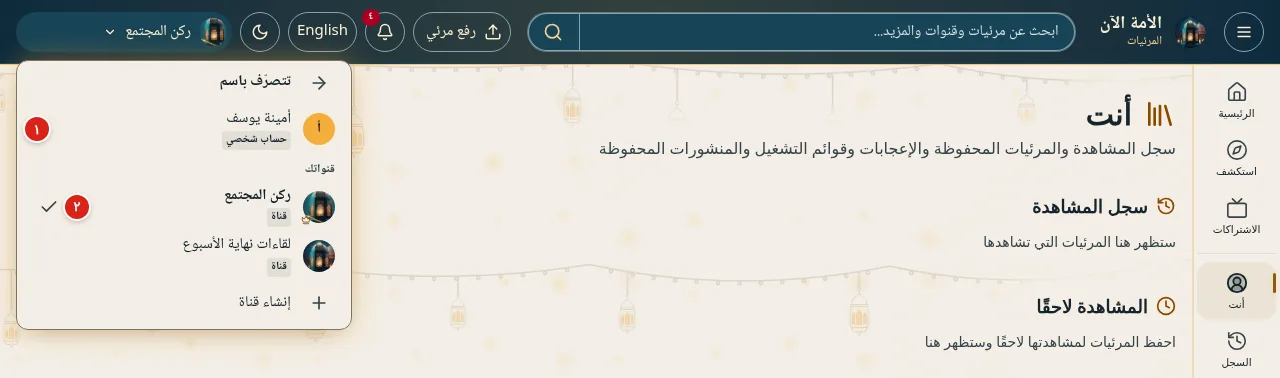 الأمة الآن
المرئيات
ابحث عن مرئيات وقنوات والمزيد...
رفع مرئي
٤
English
ركن المجتمع
تتصرّف باسم
أمينة يوسف
أ
حساب شخصي
١
قنواتك
ركن المجتمع
قناة
٢
لقاءات نهاية الأسبوع
قناة
إنشاء قناة
الرئيسية
استكشف
الاشتراكات
أنت
السجل
أنت
سجل المشاهدة والمرئيات المحفوظة والإعجابات وقوائم التشغيل والمنشورات المحفوظة
سجل المشاهدة
ستظهر هنا المرئيات التي تشاهدها
المشاهدة لاحقًا
احفظ المرئيات لمشاهدتها لاحقًا وستظهر هنا